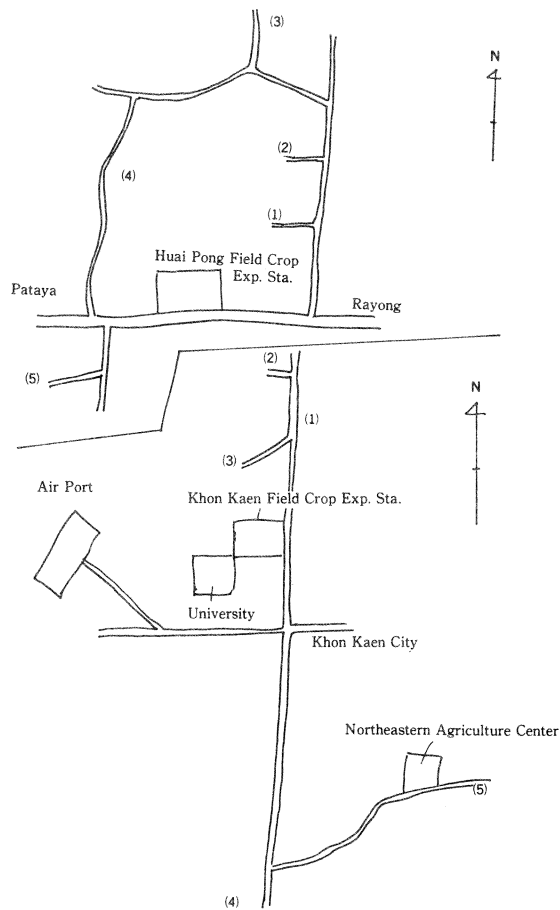 (3)
N
(2)
(4)
(1)
Huai Pong Field Crop
Exp. Sta.
Pataya
Rayong
(5)
(2)
N
(1)
(3)
Air Port
Khon Kaen Field Crop Exp. Sta.
University
Khon Kaen City
Northeastern Agriculture Center
(5)
(4)